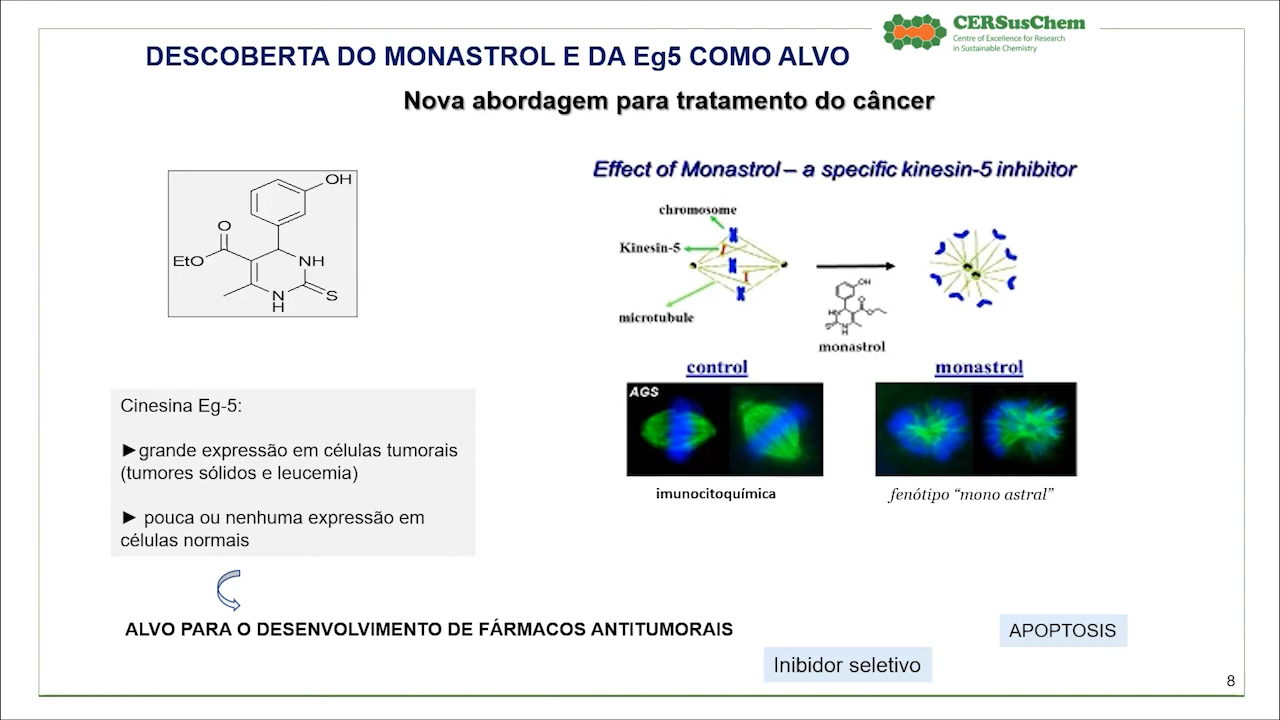 CERSusChem
Centre of Excellence for Research
in Sustainable Chemistry
DESCOBERTA DO MONASTROL E DA Eg5 COMO ALVO
Nova abordagem para tratamento do câncer
OH
O
EtO
NH
N
H
S
Effect of Monastrol – a specific kinesin-5 inhibitor
chromosome
Kinesin-5
microtubule
OH
monastrol
control
monastrol
AGS
imunocitoquímica
fenótipo “mono astral”
Cinesina Eg-5:
►grande expressão em células tumorais
(tumores sólidos e leucemia)
► pouca ou nenhuma expressão em
células normais
ALVO PARA O DESENVOLVIMENTO DE FÁRMACOS ANTITUMORAIS
APOPTOSIS
Inibidor seletivo
8